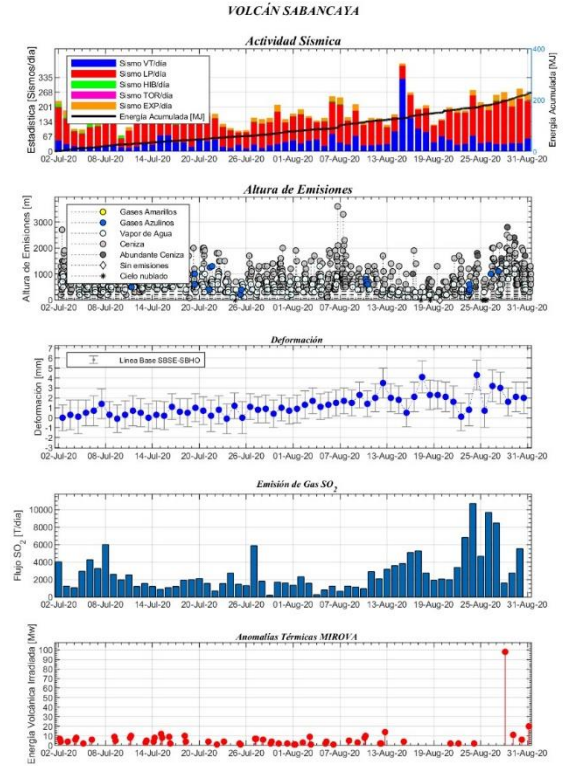 VOLCÁN SABANCAYA
Actividad Sísmica
Estadística [Sismos/día]
335
268
201
134
67
0
Sismo VT/día
Sismo LP/día
Sismo HIB/día
Sismo TOR/día
Sismo EXP/día
Energía Acumulada [MJ]
400
200
0
Energía Acumulada [MJ]
02-Jul-20 08-Jul-20 14-Jul-20 20-Jul-20 26-Jul-20 01-Aug-20 07-Aug-20 13-Aug-20 19-Aug-20 25-Aug-20 31-Aug-20
Altura de Emisiones
Altura de Emisiones [m]
3000
2000
1000
0
Gases Amarillos
Gases Azulinos
Vapor de Agua
Ceniza
Abundante Ceniza
Sin emisiones
Cielo nublado
02-Jul-20 08-Jul-20 14-Jul-20 20-Jul-20 26-Jul-20 01-Aug-20 07-Aug-20 13-Aug-20 19-Aug-20 25-Aug-20 31-Aug-20
Deformación
Deformación [mm]
7
6
5
4
3
2
1
0
-1
-2
-3
Linea Base SBSE-SBHO
02-Jul-20 08-Jul-20 14-Jul-20 20-Jul-20 26-Jul-20 01-Aug-20 07-Aug-20 13-Aug-20 19-Aug-20 25-Aug-20 31-Aug-20
Emisión de Gas SO2
Flujo SO2 [T/día]
10000
8000
6000
4000
2000
0
02-Jul-20 08-Jul-20 14-Jul-20 20-Jul-20 26-Jul-20 01-Aug-20 07-Aug-20 13-Aug-20 19-Aug-20 25-Aug-20 31-Aug-20
Anomalías Térmicas MIROVA
Energía Volcánica Irradiada [Mw]
100
90
80
70
60
50
40
30
20
10
0
02-Jul-20 08-Jul-20 14-Jul-20 20-Jul-20 26-Jul-20 01-Aug-20 07-Aug-20 13-Aug-20 19-Aug-20 25-Aug-20 31-Aug-20